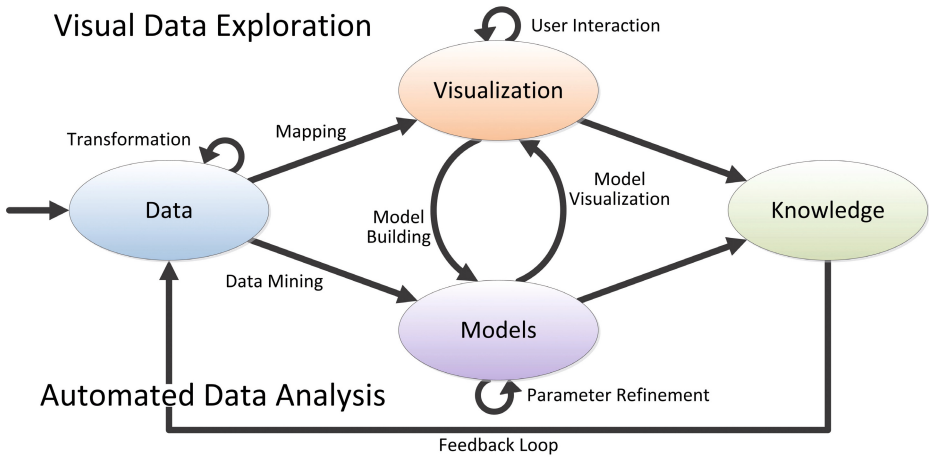 Visual Data Exploration
User Interaction
Visualization
Transformation
Mapping
Data
Model
Building
Model
Visualization
Knowledge
Data Mining
Models
Automated Data Analysis
Parameter Refinement
Feedback Loop